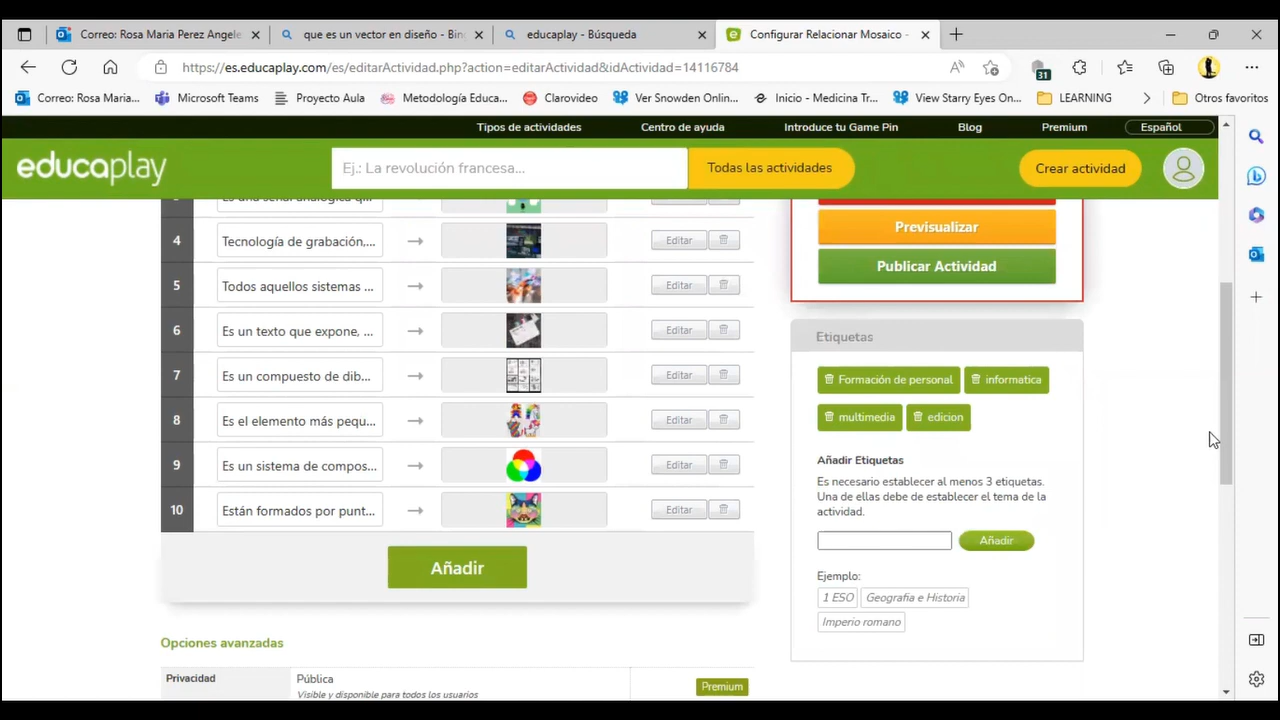 Correo: Rosa Maria Perez Angele
que es un vector en diseño - Bin
educaplay - Búsqueda
Configurar Relacionar Mosaico -
https://es.educaplay.com/es/editarActividad.php?action=editarActividad&idActividad=14116784
31
Correo: Rosa Maria...
Microsoft Teams
Proyecto Aula
Metodología Educa...
Clarovideo
Ver Snowden Onlin...
Inicio - Medicina Tr...
View Starry Eyes On...
LEARNING
Otros favoritos
Tipos de actividades
Centro de ayuda
Introduce tu Game Pin
Blog
Premium
Español
educaplay
Ej.: La revolución francesa...
Todas las actividades
Crear actividad
4 Tecnología de grabación,... Editar
5 Todos aquellos sistemas ... Editar
6 Es un texto que expone, ... Editar
7 Es un compuesto de dib... Editar
8 Es el elemento más pequ... Editar
9 Es un sistema de compos... Editar
10 Están formados por punt... Editar
Añadir
Opciones avanzadas
Privacidad
Pública
Visible y disponible para todos los usuarios
Premium
Previsualizar
Publicar Actividad
Etiquetas
Formación de personal
informatica
multimedia
edicion
Añadir Etiquetas
Es necesario establecer al menos 3 etiquetas.
Una de ellas debe de establecer el tema de la
actividad.
Añadir
Ejemplo:
1 ESO
Geografia e Historia
Imperio romano